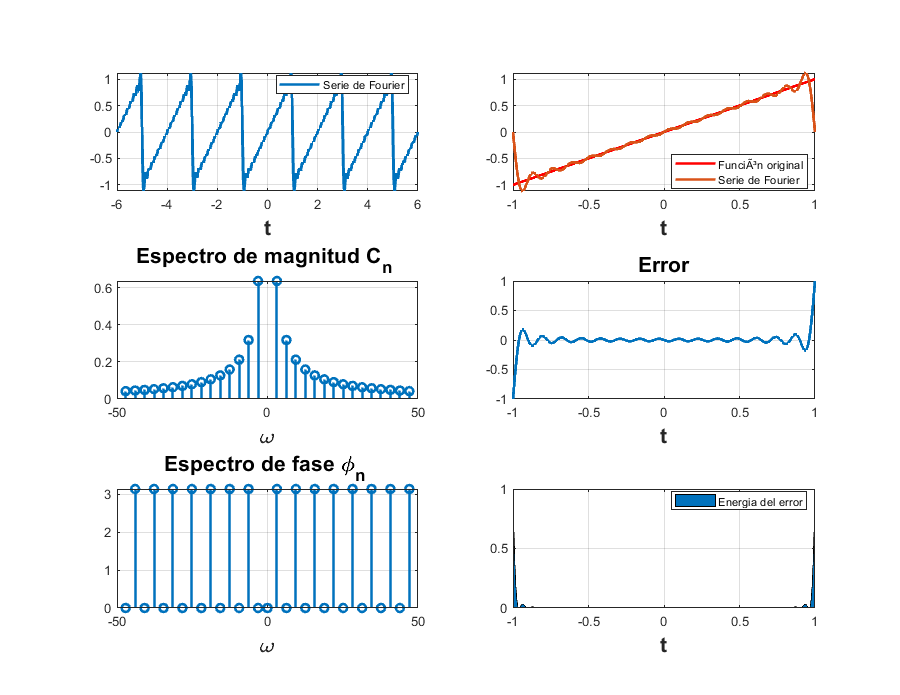 1
0.5
0
-0.5
-1
Serie de Fourier
-6 -4 -2 0 2 4 6
t
1
0.5
0
-0.5
-1
FunciÃ³n original
Serie de Fourier
-1 -0.5 0 0.5 1
t
Espectro de magnitud Cn
0.6
0.4
0.2
0
-50 0 50
ω
Error
1
0.5
0
-0.5
-1
-1 -0.5 0 0.5 1
t
Espectro de fase ϕn
3
2
1
0
-50 0 50
ω
1
0.5
0
Energia del error
-1 -0.5 0 0.5 1
t